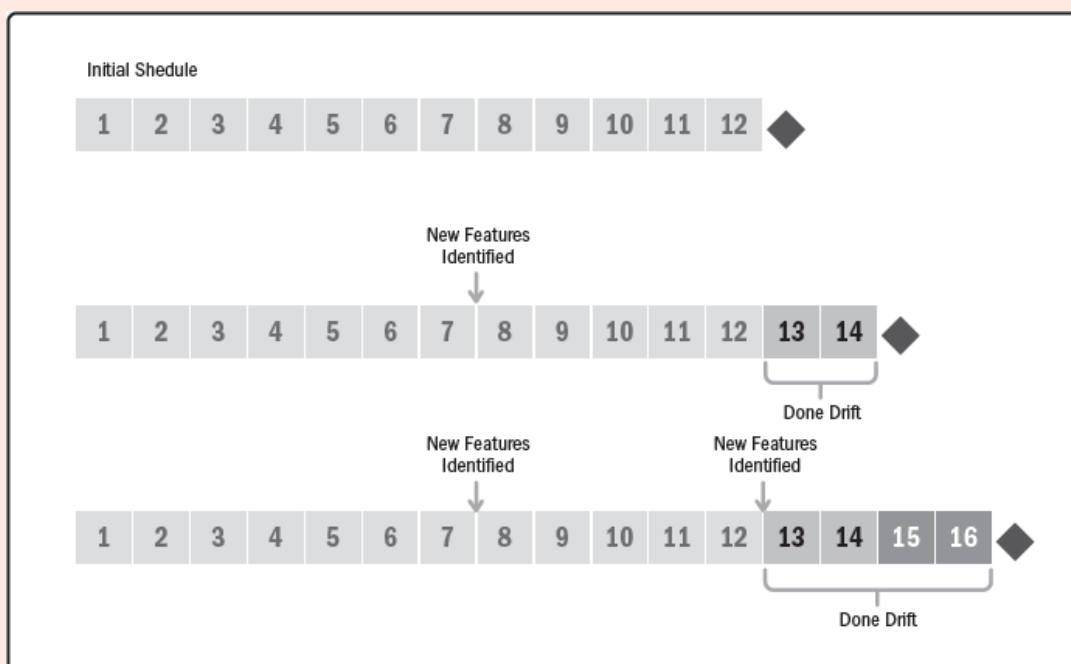 Initial Shedule
1 2 3 4 5 6 7 8 9 10 11 12
New Features
Identified
1 2 3 4 5 6 7 8 9 10 11 12 13 14
Done Drift
New Features New Features
Identified Identified
1 2 3 4 5 6 7 8 9 10 11 12 13 14 15 16
Done Drift